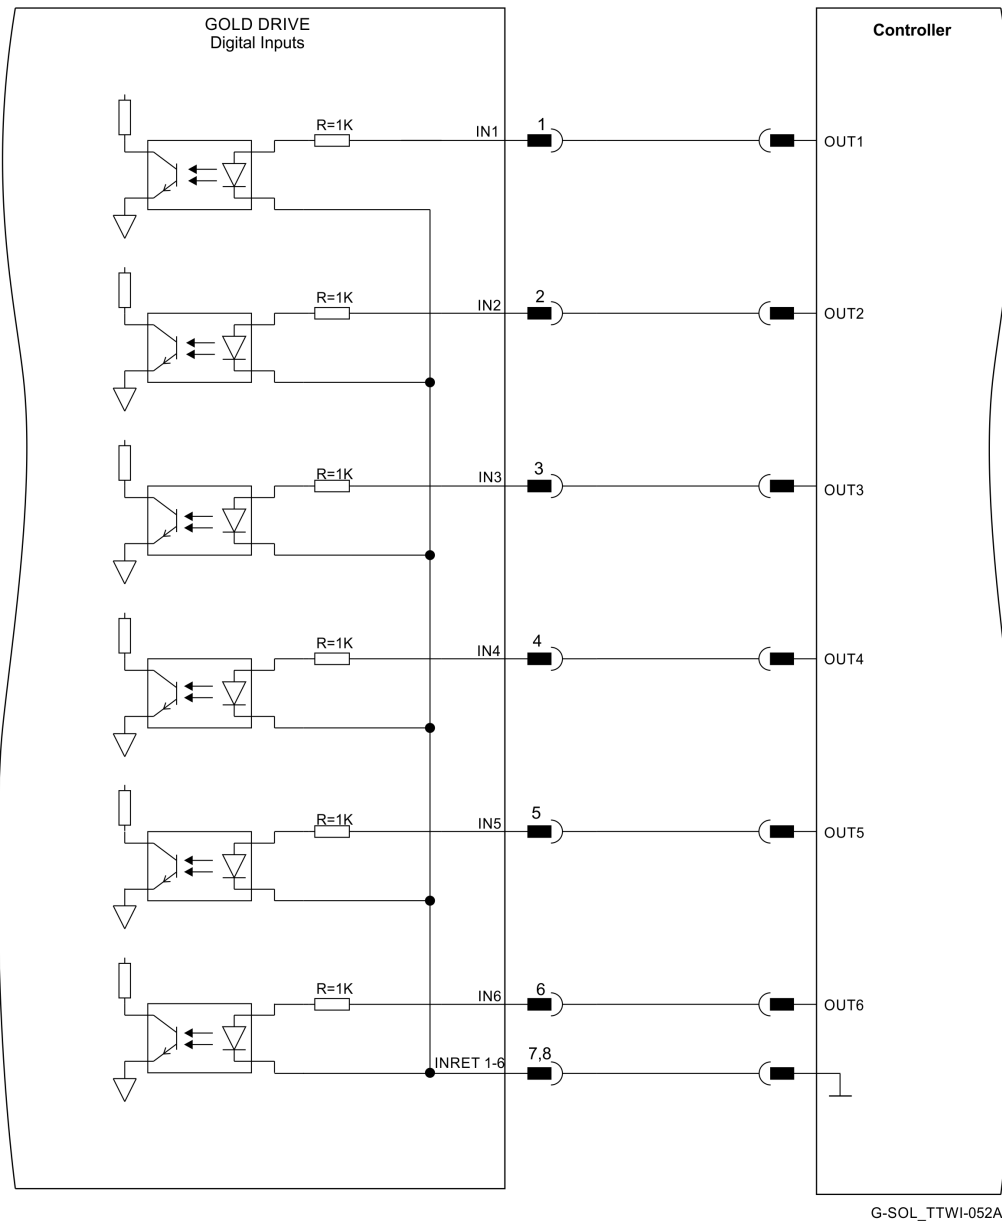 GOLD DRIVE
Digital Inputs
Controller
R=1K
IN1
1
OUT1
R=1K
IN2
2
OUT2
R=1K
IN3
3
OUT3
R=1K
IN4
4
OUT4
R=1K
IN5
5
OUT5
R=1K
IN6
6
OUT6
INRET 1-6
7,8
G-SOL_TTWI-052A